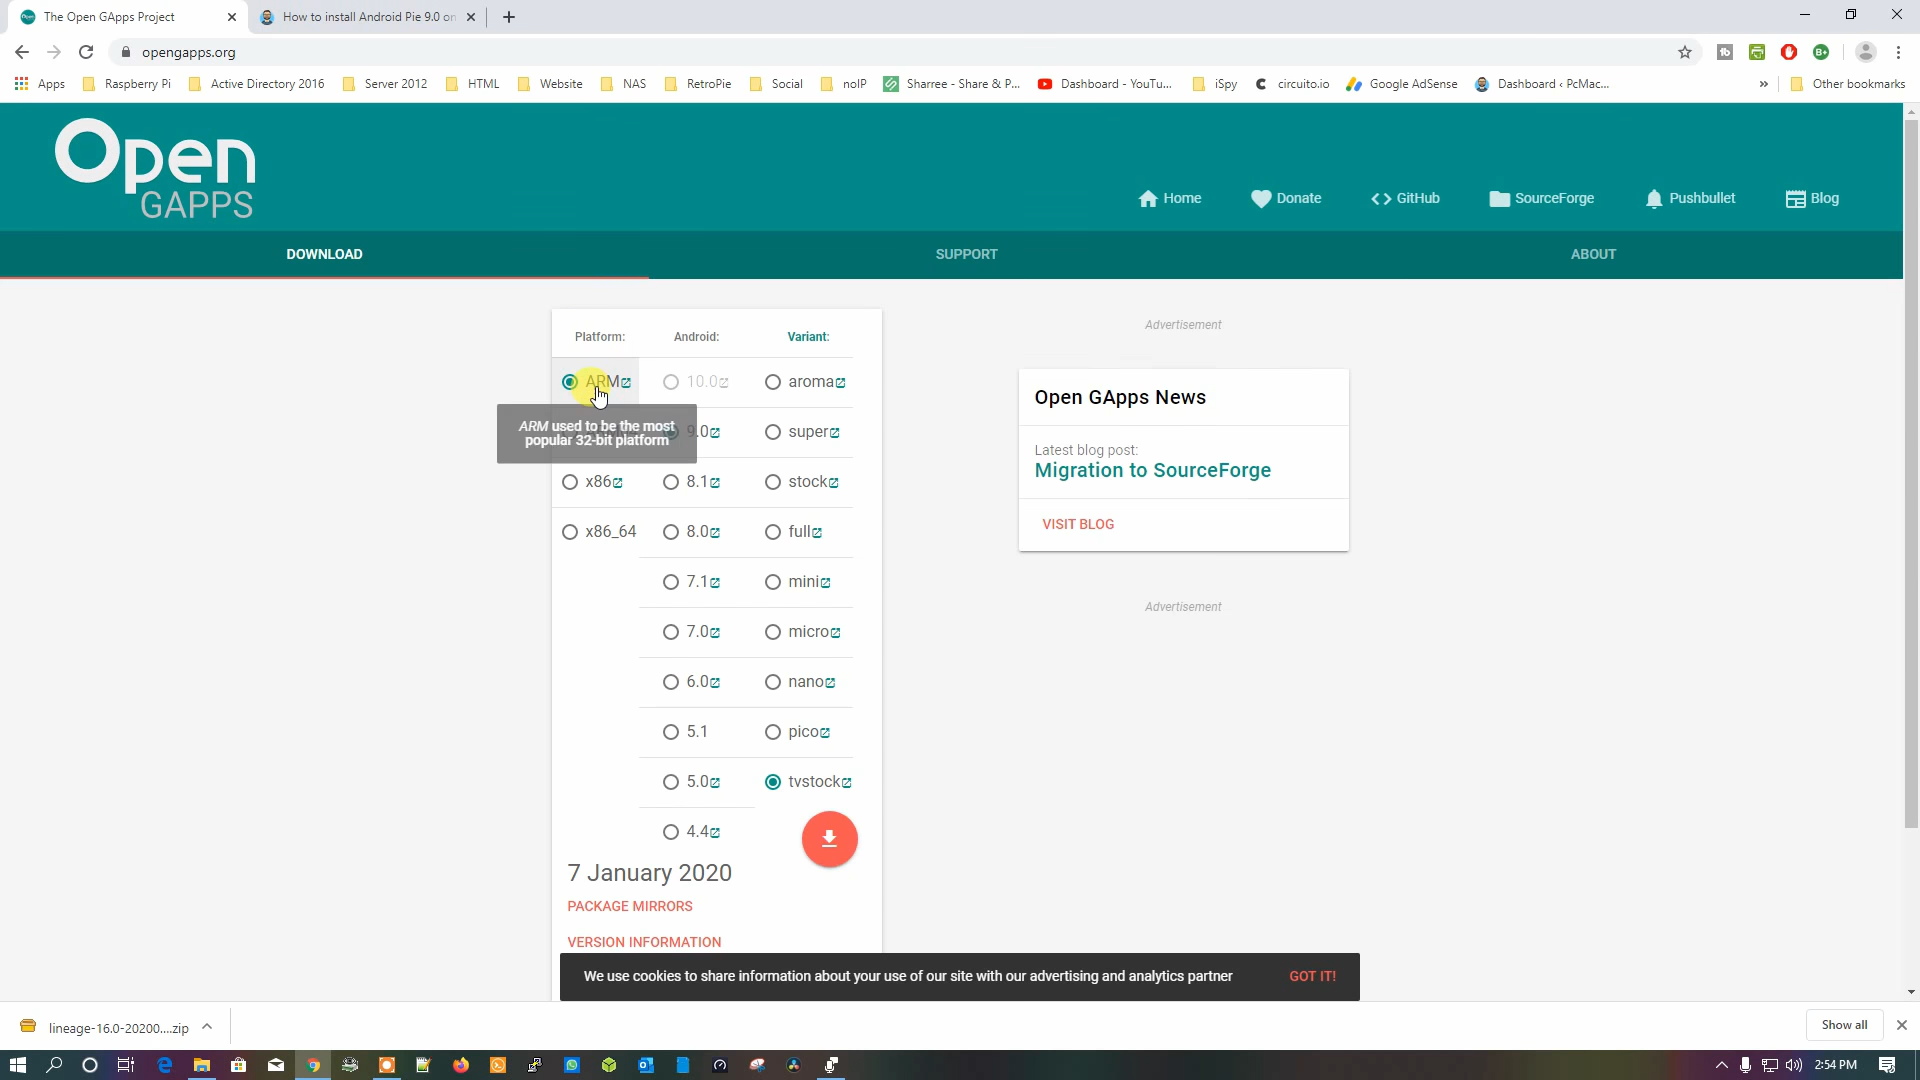 The Open GApps Project
How to install Android Pie 9.0 on
opengapps.org
Apps
Raspberry Pi
Active Directory 2016
Server 2012
HTML
Website
NAS
RetroPie
Social
noIP
Sharree - Share & P...
Dashboard - YouTu...
iSpy
circuito.io
Google AdSense
Dashboard ‹ PcMac...
»
Other bookmarks
Open
GAPPS
Home
Donate
GitHub
SourceForge
Pushbullet
Blog
DOWNLOAD
SUPPORT
ABOUT
Platform:
Android:
Variant:
ARM
10.0
aroma
ARM used to be the most
popular 32-bit platform
9.0
super
x86
8.1
stock
x86_64
8.0
full
7.1
mini
7.0
micro
6.0
nano
5.1
pico
5.0
tvstock
4.4
7 January 2020
PACKAGE MIRRORS
VERSION INFORMATION
Advertisement
Open GApps News
Latest blog post:
Migration to SourceForge
VISIT BLOG
Advertisement
We use cookies to share information about your use of our site with our advertising and analytics partner
GOT IT!
lineage-16.0-20200....zip
Show all
2:54 PM